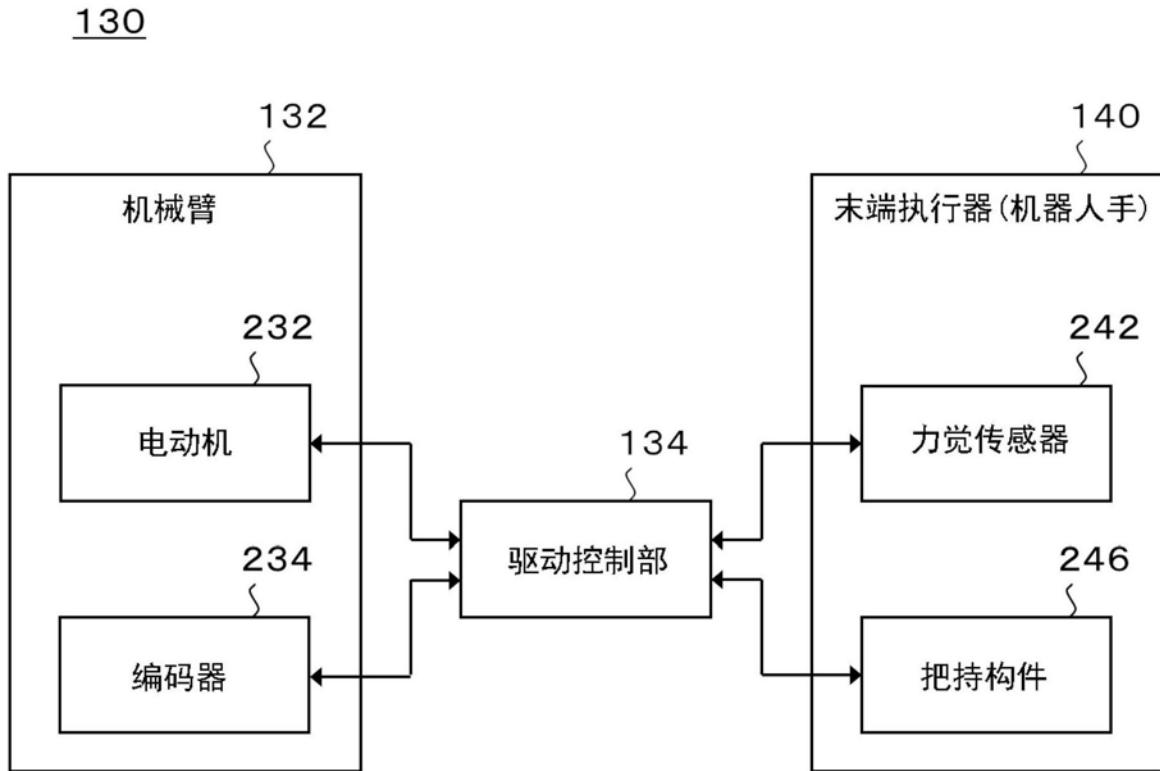 130
132
140
机械臂
末端执行器(机器人手)
232
242
电动机
力觉传感器
134
驱动控制部
234
246
编码器
把持构件